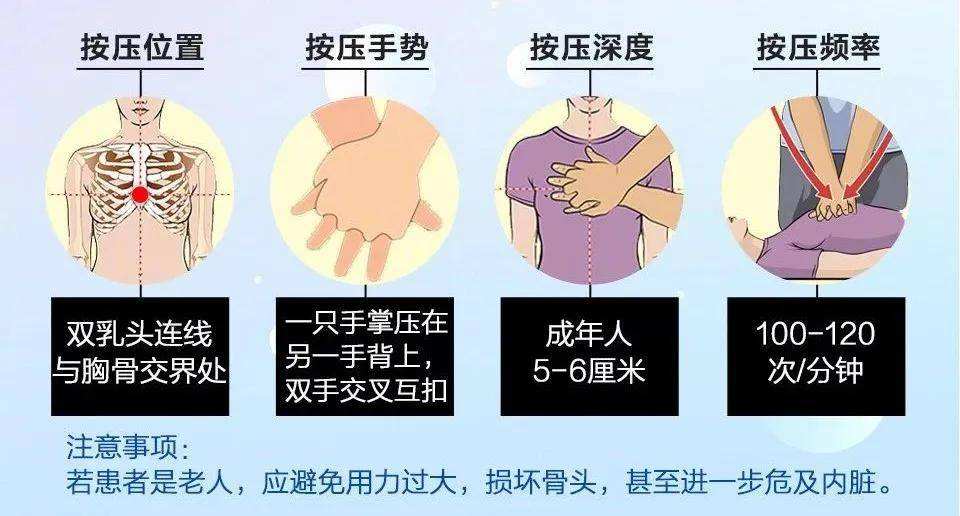 按压位置
按压手势
按压深度
按压频率
双乳头连线
与胸骨交界处
一只手掌压在
另一手背上，
双手交叉互扣
成年人
5-6厘米
100-120
次/分钟
注意事项：
若患者是老人，应避免用力过大，损坏骨头，甚至进一步危及内脏。